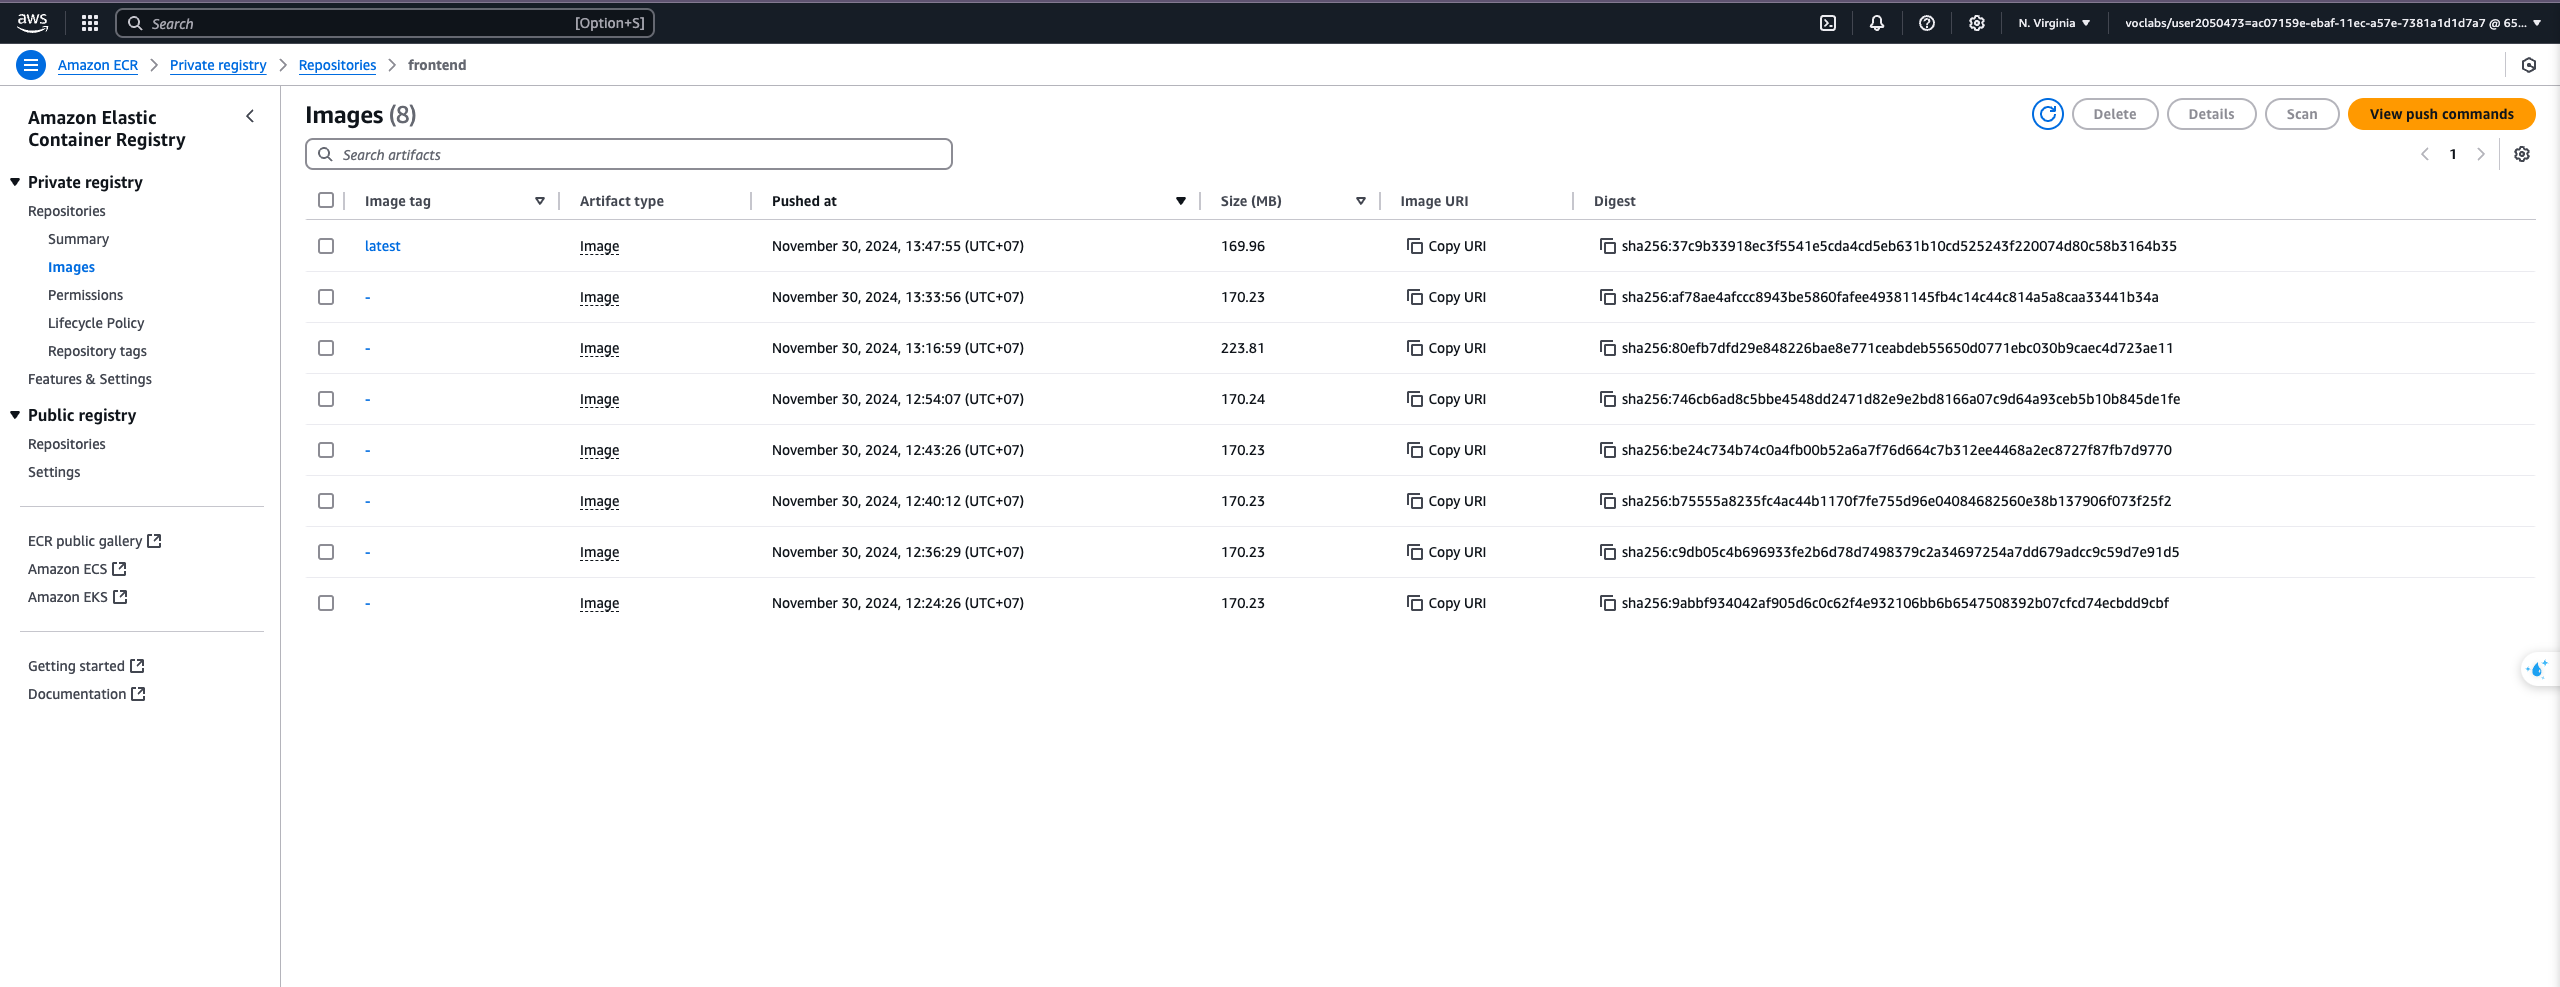 aws
Search [Option+S]
N. Virginia
voclabs/user2050473=ac07159e-ebaf-11ec-a57e-7381a1d1d7a7 @ 65...
Amazon ECR
Private registry
Repositories
frontend
Amazon Elastic
Container Registry
Private registry
Repositories
Summary
Images
Permissions
Lifecycle Policy
Repository tags
Features & Settings
Public registry
Repositories
Settings
ECR public gallery
Amazon ECS
Amazon EKS
Getting started
Documentation
Images (8)
Delete
Details
Scan
View push commands
Search artifacts
1
Image tag Artifact type Pushed at Size (MB) Image URI Digest
latest Image November 30, 2024, 13:47:55 (UTC+07) 169.96 Copy URI sha256:37c9b33918ec3f5541e5cda4cd5eb631b10cd525243f220074d80c58b3164b35
- Image November 30, 2024, 13:33:56 (UTC+07) 170.23 Copy URI sha256:af78ae4afccc8943be5860fafee49381145fb4c14c44c814a5a8caa33441b34a
- Image November 30, 2024, 13:16:59 (UTC+07) 223.81 Copy URI sha256:80efb7dfd29e848226bae8e771ceabdeb55650d0771ebc030b9caec4d723ae11
- Image November 30, 2024, 12:54:07 (UTC+07) 170.24 Copy URI sha256:746cb6ad8c5bbe4548dd2471d82e9e2bd8166a07c9d64a93ceb5b10b845de1fe
- Image November 30, 2024, 12:43:26 (UTC+07) 170.23 Copy URI sha256:be24c734b74c0a4fb00b52a6a7f76d664c7b312ee4468a2ec8727f87fb7d9770
- Image November 30, 2024, 12:40:12 (UTC+07) 170.23 Copy URI sha256:b75555a8235fc4ac44b1170f7fe755d96e04084682560e38b137906f073f25f2
- Image November 30, 2024, 12:36:29 (UTC+07) 170.23 Copy URI sha256:c9db05c4b696933fe2b6d78d7498379c2a34697254a7dd679adcc9c59d7e91d5
- Image November 30, 2024, 12:24:26 (UTC+07) 170.23 Copy URI sha256:9abbf934042af905d6c0c62f4e932106bb6b6547508392b07cfcd74ecbdd9cbf